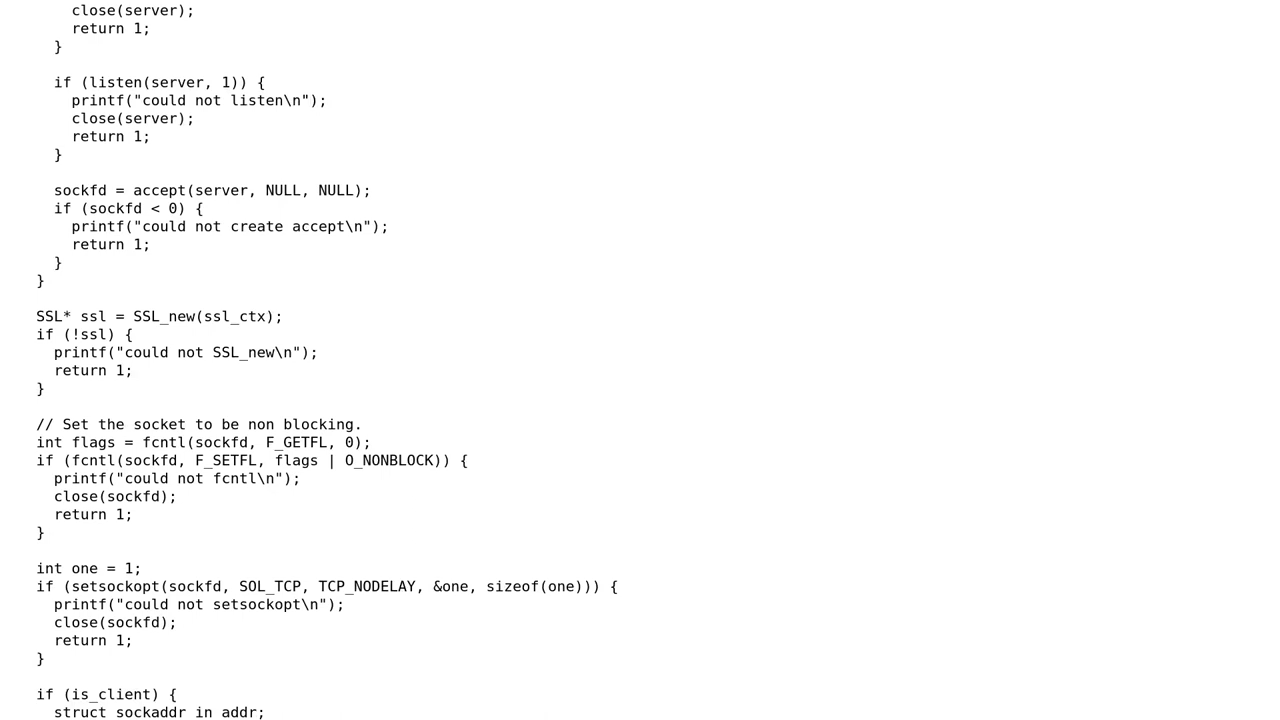 close(server);
return 1;
}
if (listen(server, 1)) {
printf("could not listen\n");
close(server);
return 1;
}
sockfd = accept(server, NULL, NULL);
if (sockfd < 0) {
printf("could not create accept\n");
return 1;
}
}
SSL* ssl = SSL_new(ssl_ctx);
if (!ssl) {
printf("could not SSL_new\n");
return 1;
}
// Set the socket to be non blocking.
int flags = fcntl(sockfd, F_GETFL, 0);
if (fcntl(sockfd, F_SETFL, flags | O_NONBLOCK)) {
printf("could not fcntl\n");
close(sockfd);
return 1;
}
int one = 1;
if (setsockopt(sockfd, SOL_TCP, TCP_NODELAY, &one, sizeof(one))) {
printf("could not setsockopt\n");
close(sockfd);
return 1;
}
if (is_client) {
struct sockaddr_in addr;